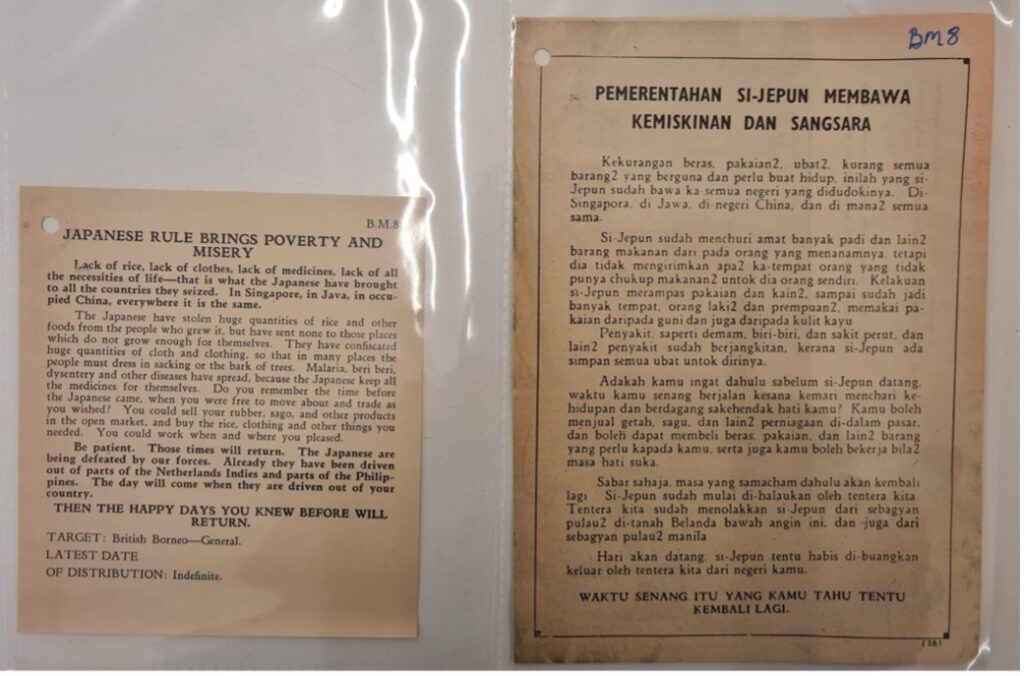 B.M.8
JAPANESE RULE BRINGS POVERTY AND
MISERY
Lack of rice, lack of clothes, lack of medicines, lack of all
the necessities of life—that is what the Japanese have brought
to all the countries they seized. In Singapore, in Java, in occu-
pied China, everywhere it is the same.
The Japanese have stolen huge quantities of rice and other
foods from the people who grew it, but have sent none to those places
which do not grow enough for themselves. They have confiscated
huge quantities of cloth and clothing, so that in many places the
people must dress in sacking or the bark of trees. Malaria, beri beri,
dysentery and other diseases have spread, because the Japanese keep all
the medicines for themselves. Do you remember the time before
the Japanese came, when you were free to move about and trade as
you wished? You could sell your rubber, sago, and other products
in the open market, and buy the rice, clothing and other things you
needed. You could work when and where you pleased.
Be patient. Those times will return. The Japanese are
being defeated by our forces. Already they have been driven
out of parts of the Netherlands Indies and parts of the Philip-
pines. The day will come when they are driven out of your
country.
THEN THE HAPPY DAYS YOU KNEW BEFORE WILL
RETURN.
TARGET: British Borneo—General.
LATEST DATE
OF DISTRIBUTION: Indefinite.
BM8
PEMERENTAHAN SI-JEPUN MEMBAWA
KEMISKINAN DAN SANGSARA
Kekurangan beras, pakaian2, ubat2, kurang semua
barang2 yang berguna dan perlu buat hidup, inilah yang si-
Jepun sudah bawa ka-semua negeri yang didudokinya. Di-
Singapora, di Jawa, di-negeri China, dan di mana2 semua
sama.
Si-Jepun sudah menchuri amat banyak padi dan lain2
barang makanan dari pada orang yang menanamnya, tetapi
dia tidak mengirimkan apa2 ka-tempat orang yang tidak
punya chukup makanan2 untok dia orang sendiri. Kelakuan
si-Jepun merampas pakaian dan kain2, sampai sudah jadi
banyak tempat, orang laki2 dan prempuan2, memakai pa-
kaian daripada guni dan juga daripada kulit kayu
Penyakit, saperti demam, biri-biri, dan sakit perut, dan
lain2 penyakit sudah berjangkitan, kerana si-Jepun ada
simpan semua ubat untok dirinya.
Adakah kamu ingat dahulu sabelum si-Jepun datang,
waktu kamu senang berjalan kesana kemari menchari ke-
hidupan dan berdagang sakehendak hati kamu? Kamu boleh
menjual getah, sagu, dan lain2 perniagaan di-dalam pasar,
dan boleh dapat membeli beras, pakaian, dan lain2 barang
yang perlu kapada kamu, serta juga kamu boleh bekerja bila2
masa hati suka.
Sabar sahaja, masa yang samacham dahulu akan kembali
lagi Si-Jepun sudah mulai di-halaukan oleh tentera kita.
Tentera kita sudah menolakkan si-Jepun dari sebagyan
pulau2 di-tanah Belanda bawah angin ini, dan juga dari
sebagyan pulau2 manila
Hari akan datang, si-Jepun tentu habis di-buangkan
keluar oleh tentera kita dari negeri kamu.
WAKTU SENANG ITU YANG KAMU TAHU TENTU
KEMBALI LAGI.